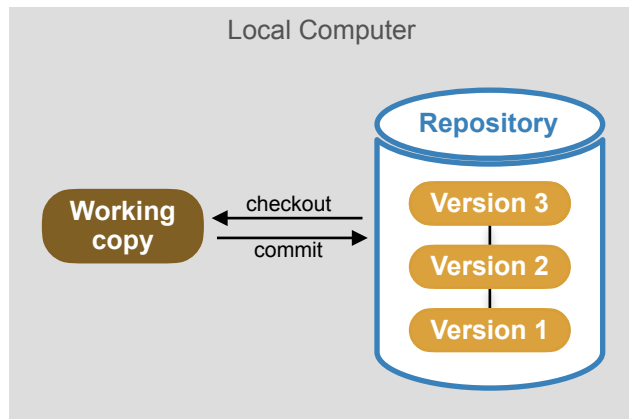 Local Computer
Repository
Working
copy
checkout
commit
Version 3
Version 2
Version 1